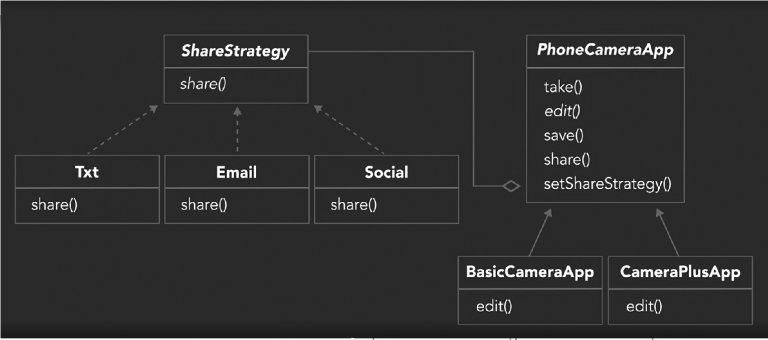 ShareStrategy
share()
PhoneCameraApp
take()
edit()
save()
share()
setShareStrategy()
Txt
share()
Email
share()
Social
share()
BasicCameraApp
edit()
CameraPlusApp
edit()